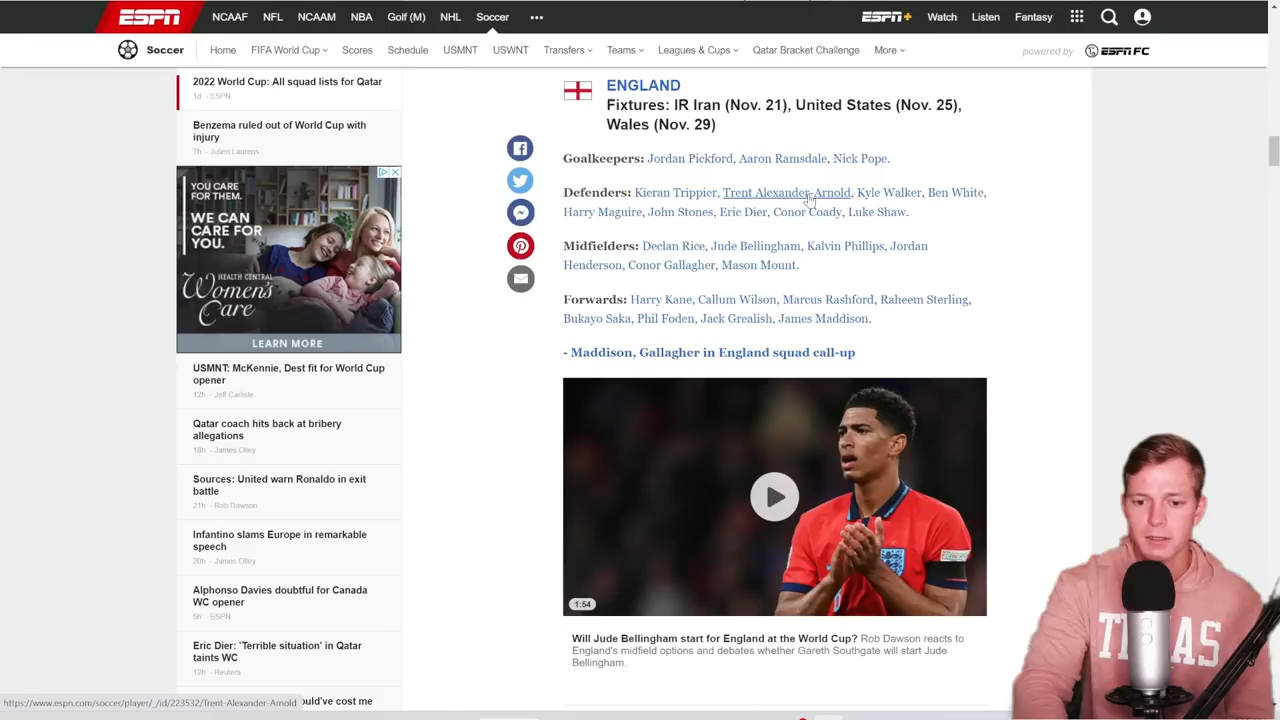 ESPN
NCAAF NFL NCAAM NBA Golf (M) NHL Soccer
ESPN+ Watch Listen Fantasy
Soccer Home FIFA World Cup Scores Schedule USMNT USWNT Transfers Teams Leagues & Cups Qatar Bracket Challenge More
powered by ESPN FC
2022 World Cup: All squad lists for Qatar
1d - ESPN
Benzema ruled out of World Cup with
injury
7h - Julien Laurens
YOU CARE
FOR THEM.
WE CAN
CARE FOR
YOU.
HEALTH CENTRAL
Women's
Care
LEARN MORE
USMNT: McKennie, Dest fit for World Cup
opener
12h - Jeff Carlisle
Qatar coach hits back at bribery
allegations
18h - James Olley
Sources: United warn Ronaldo in exit
battle
21h - Rob Dawson
Infantino slams Europe in remarkable
speech
20h - James Olley
Alphonso Davies doubtful for Canada
WC opener
5h - ESPN
Eric Dier: 'Terrible situation' in Qatar
taints WC
12h - Reuters
ould've cost me
https://www.espn.com/soccer/player/_/id/223532/Trent-Alexander-Arnold
ENGLAND
Fixtures: IR Iran (Nov. 21), United States (Nov. 25),
Wales (Nov. 29)
Goalkeepers: Jordan Pickford, Aaron Ramsdale, Nick Pope.
Defenders: Kieran Trippier, Trent Alexander-Arnold, Kyle Walker, Ben White,
Harry Maguire, John Stones, Eric Dier, Conor Coady, Luke Shaw.
Midfielders: Declan Rice, Jude Bellingham, Kalvin Phillips, Jordan
Henderson, Conor Gallagher, Mason Mount.
Forwards: Harry Kane, Callum Wilson, Marcus Rashford, Raheem Sterling,
Bukayo Saka, Phil Foden, Jack Grealish, James Maddison.
- Maddison, Gallagher in England squad call-up
1:54
Will Jude Bellingham start for England at the World Cup? Rob Dawson reacts to
England's midfield options and debates whether Gareth Southgate will start Jude
Bellingham.
TEXAS